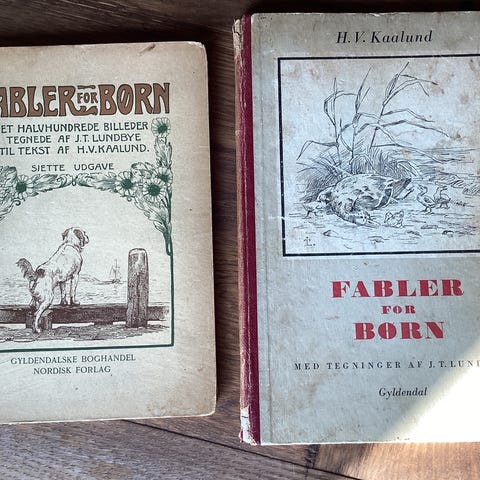 ABLER FOR BØRN
ET HALVHUNDREDE BILLEDER
TEGNEDE AF J.T. LUNDBYE
TIL TEKST AF H.V. KAALUND.
SJETTE UDGAVE
GYLDENDALSKE BOGHANDEL
NORDISK FORLAG
H. V. Kaalund
FABLER
FOR
BØRN
MED TEGNINGER AF J. T. LUND
Gyldendal